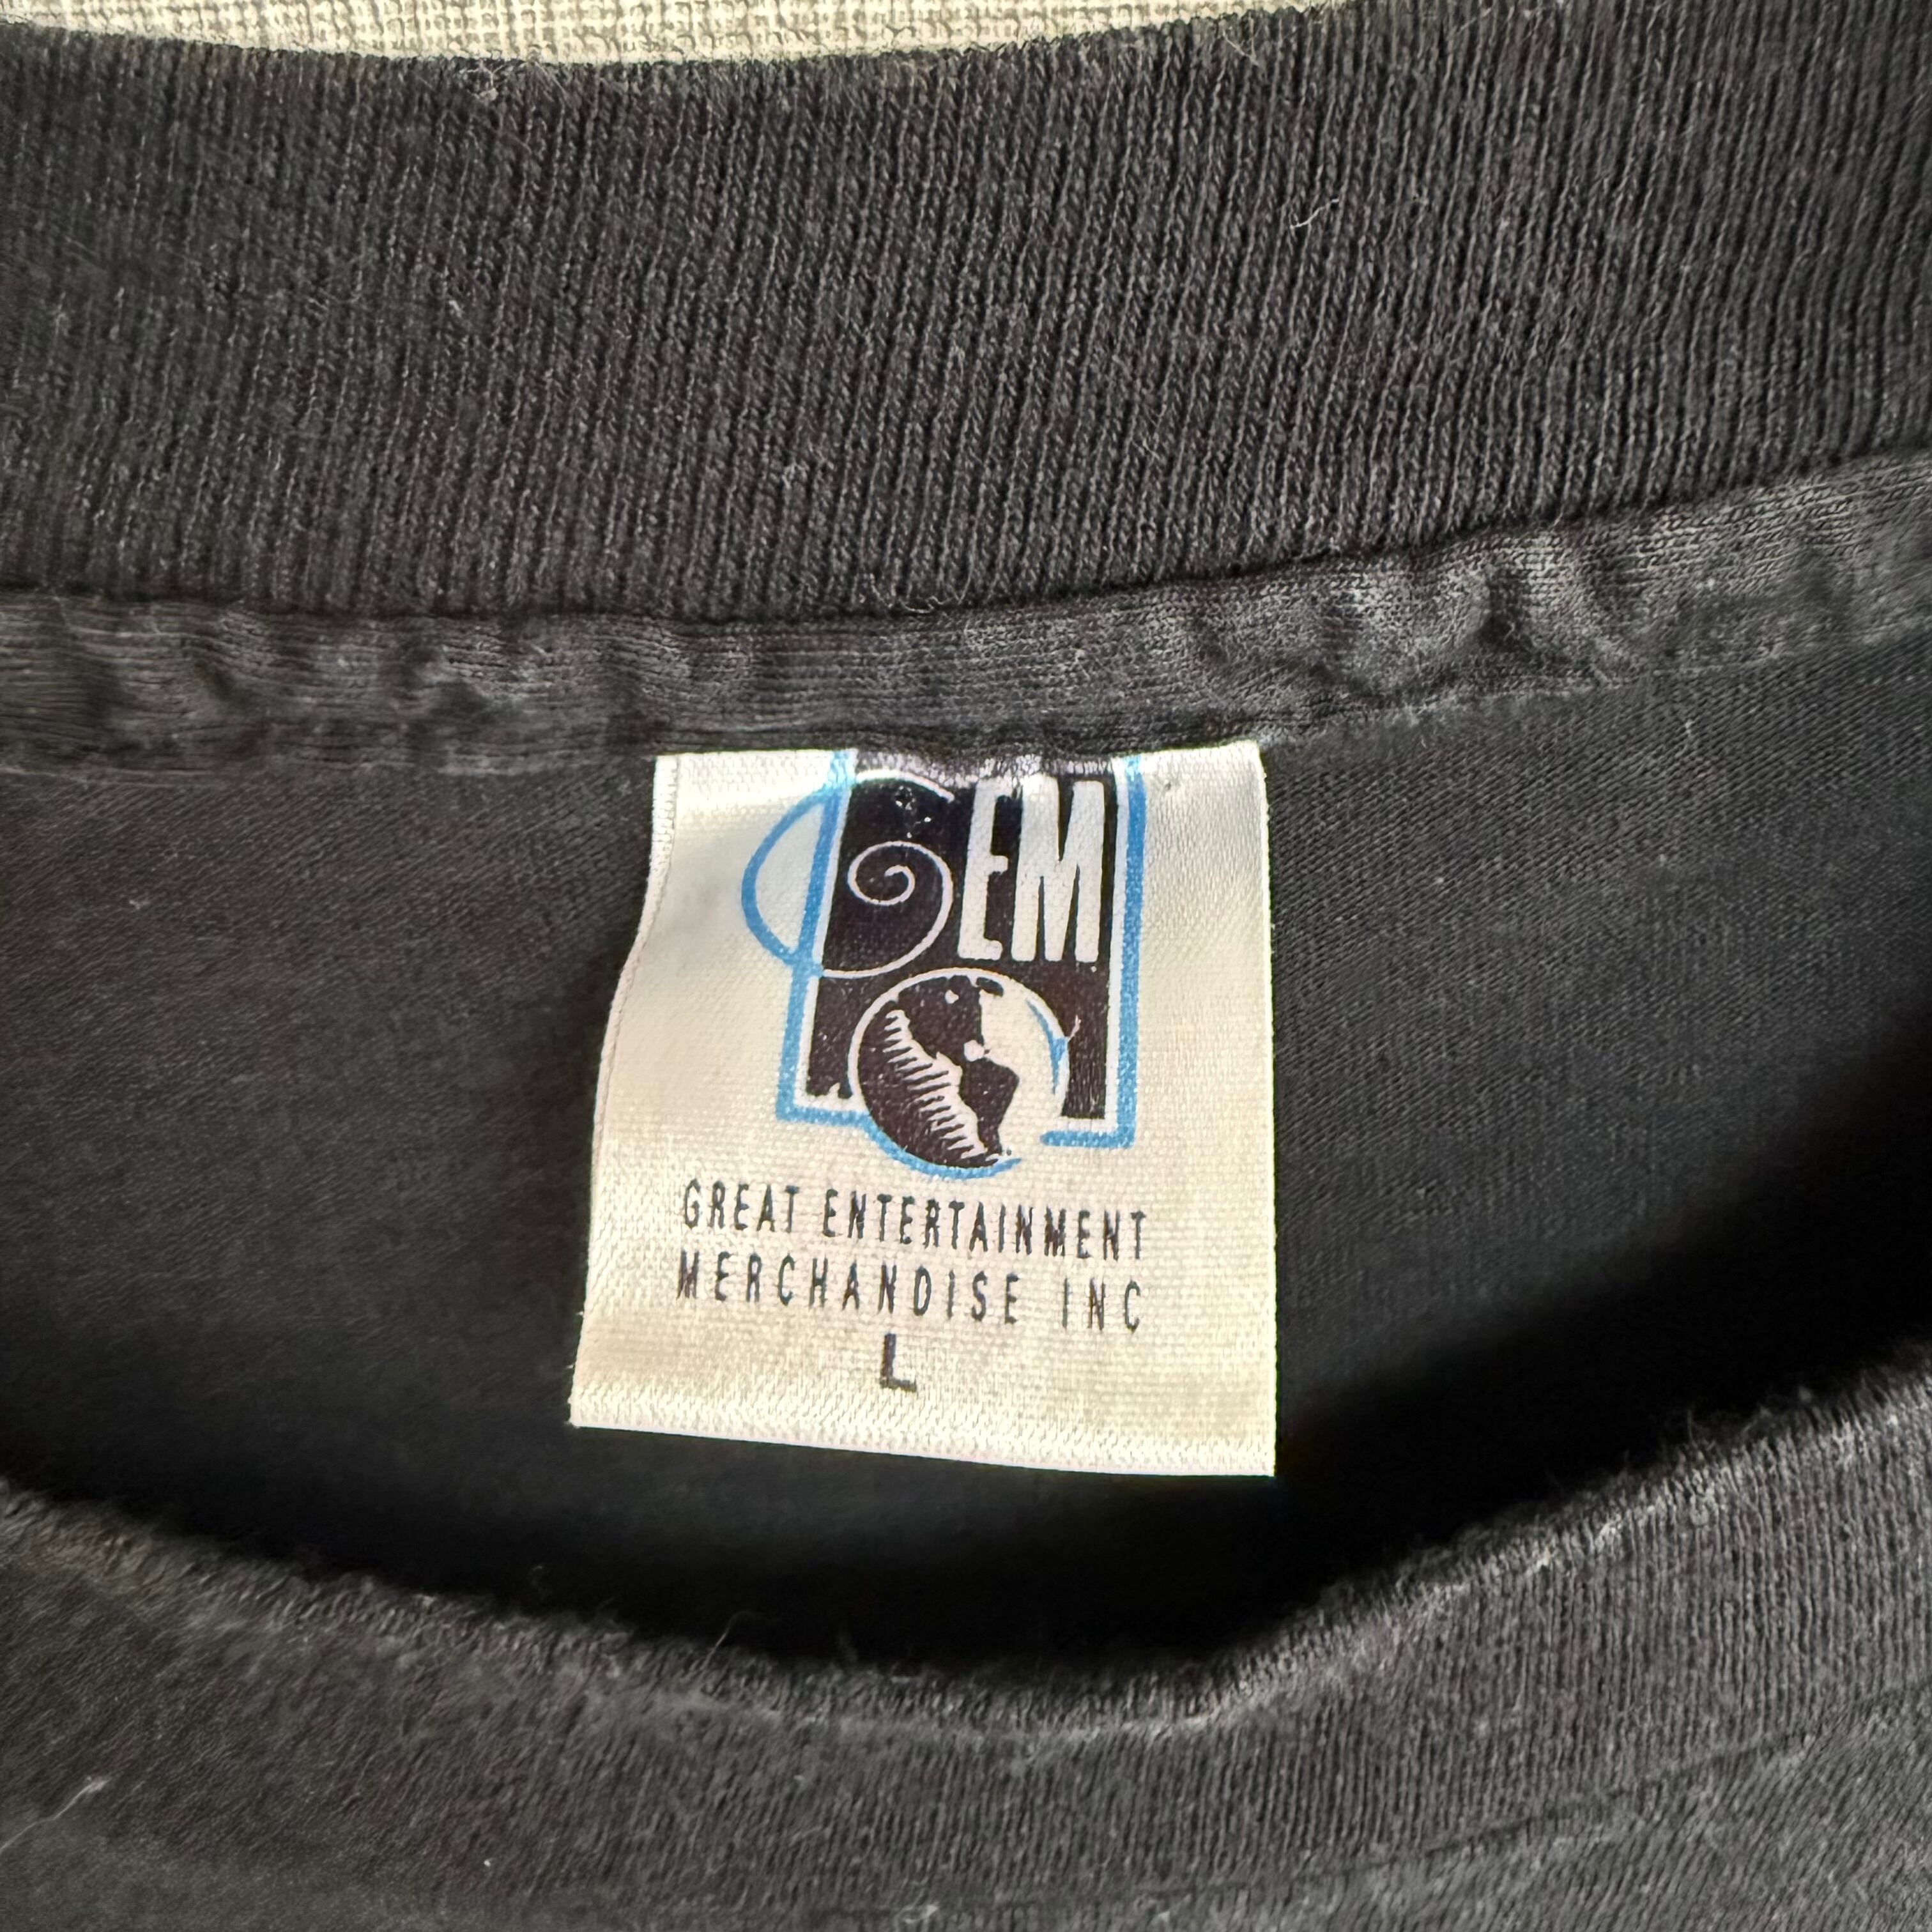 GEM
GREAT ENTERTAINMENT
MERCHANDISE INC
L